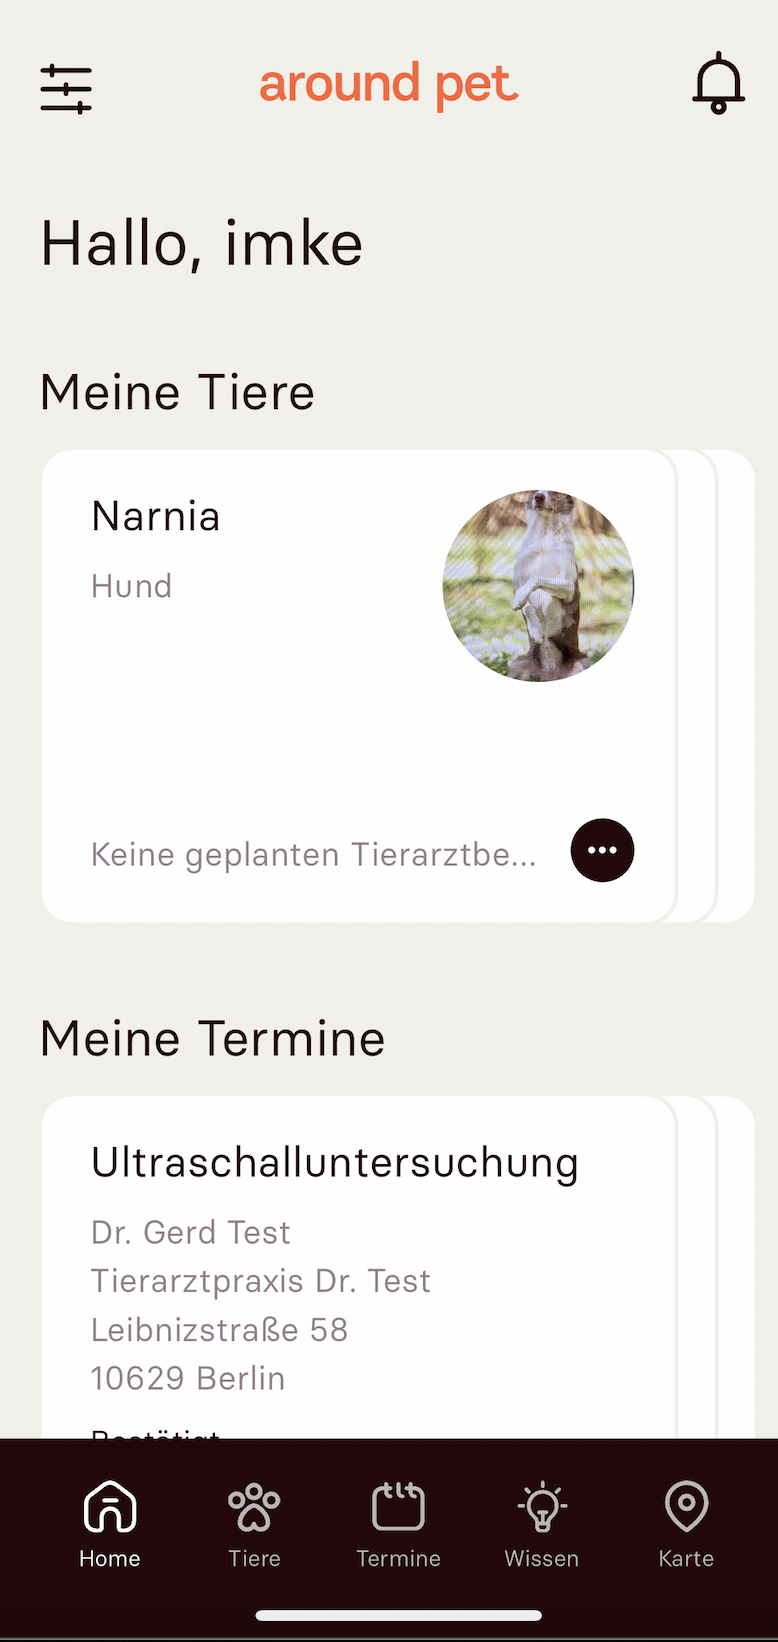 around pet
Hallo, imke
Meine Tiere
Narnia
Hund
Keine geplanten Tierarztbe...
Meine Termine
Ultraschalluntersuchung
Dr. Gerd Test
Tierarztpraxis Dr. Test
Leibnizstraße 58
10629 Berlin
Bestätigt
Home
Tiere
Termine
Wissen
Karte